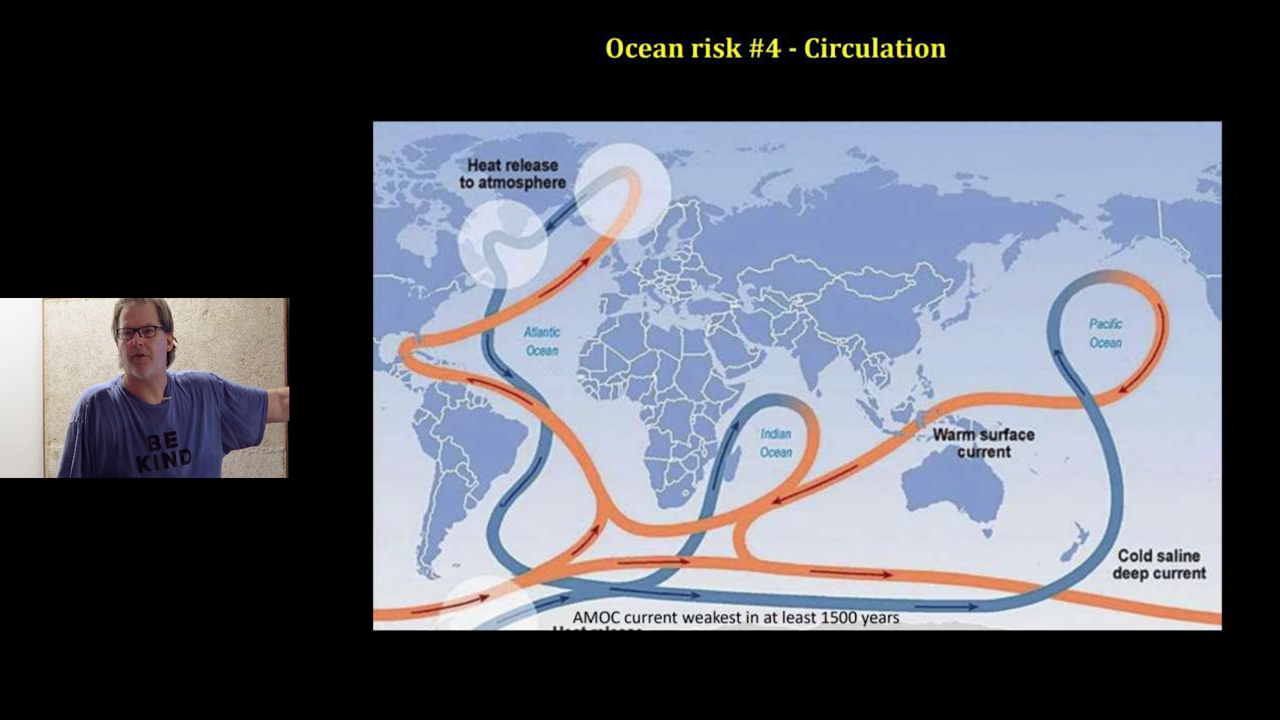 Ocean risk #4 - Circulation
Heat release
to atmosphere
Atlantic
Ocean
Pacific
Ocean
Indian
Ocean
Warm surface
current
Cold saline
deep current
AMOC current weakest in at least 1500 years
BE
KIND